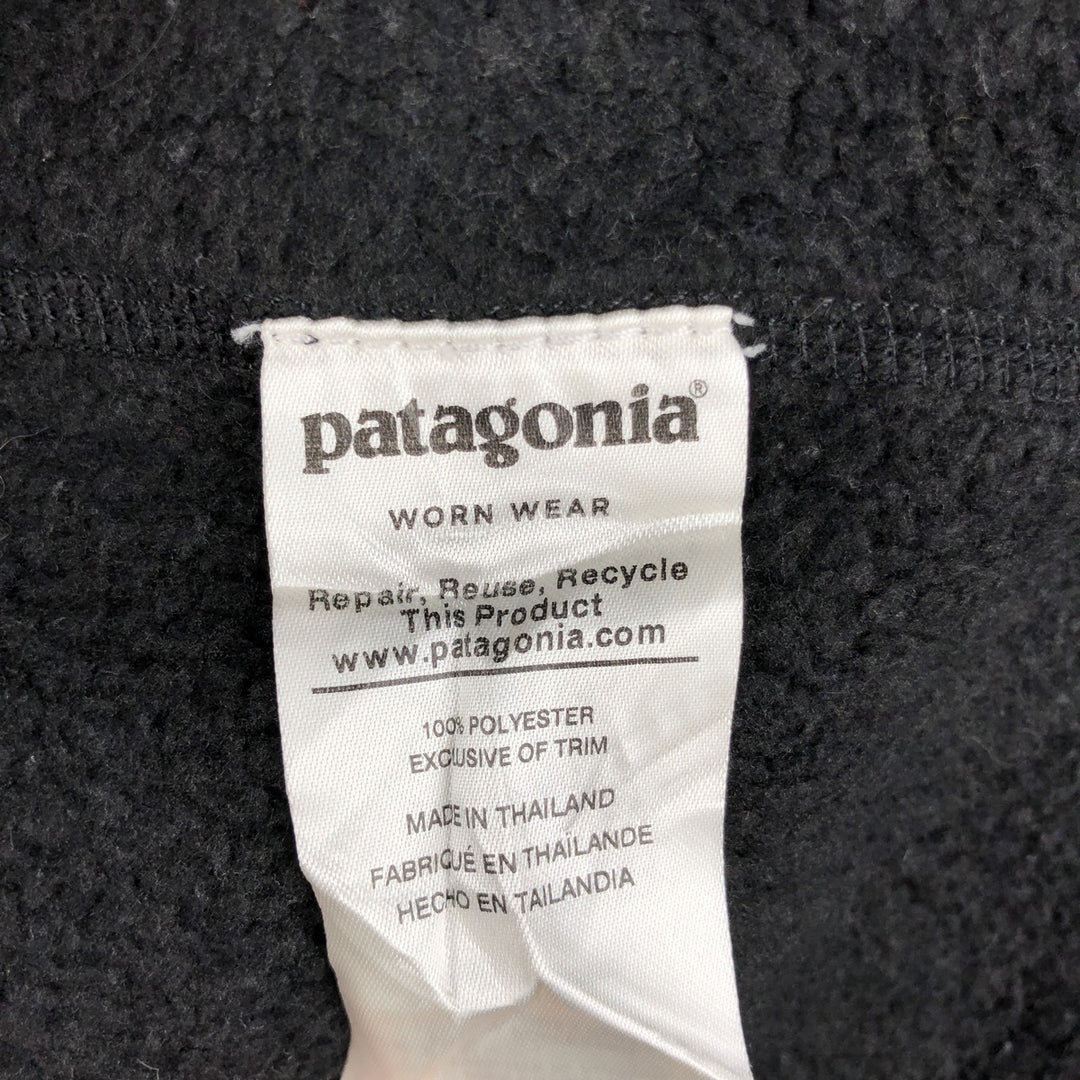 patagonia®
WORN WEAR
Repair, Reuse, Recycle
This Product
www.patagonia.com
100% POLYESTER
EXCLUSIVE OF TRIM
MADE IN THAILAND
FABRIQUÉ EN THAÏLANDE
HECHO EN TAILANDIA